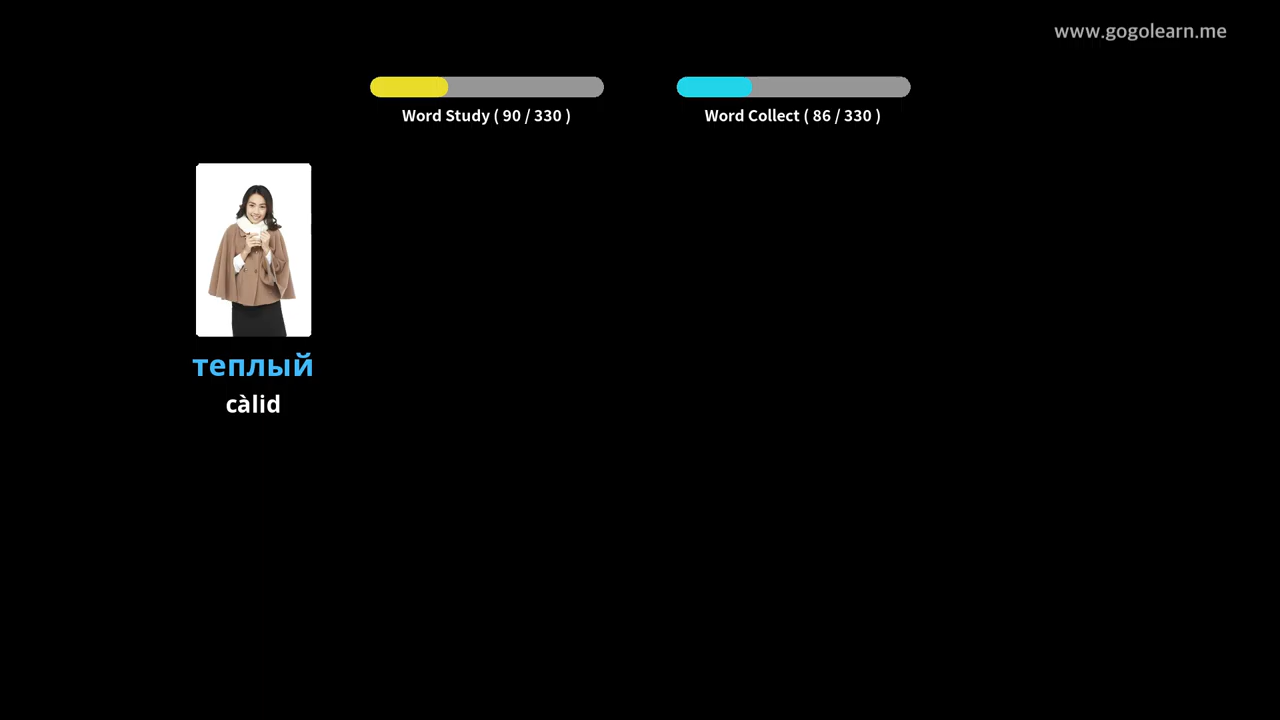 www.gogolearn.me
Word Study ( 90 / 330 )
Word Collect ( 86 / 330 )
теплый
càlid